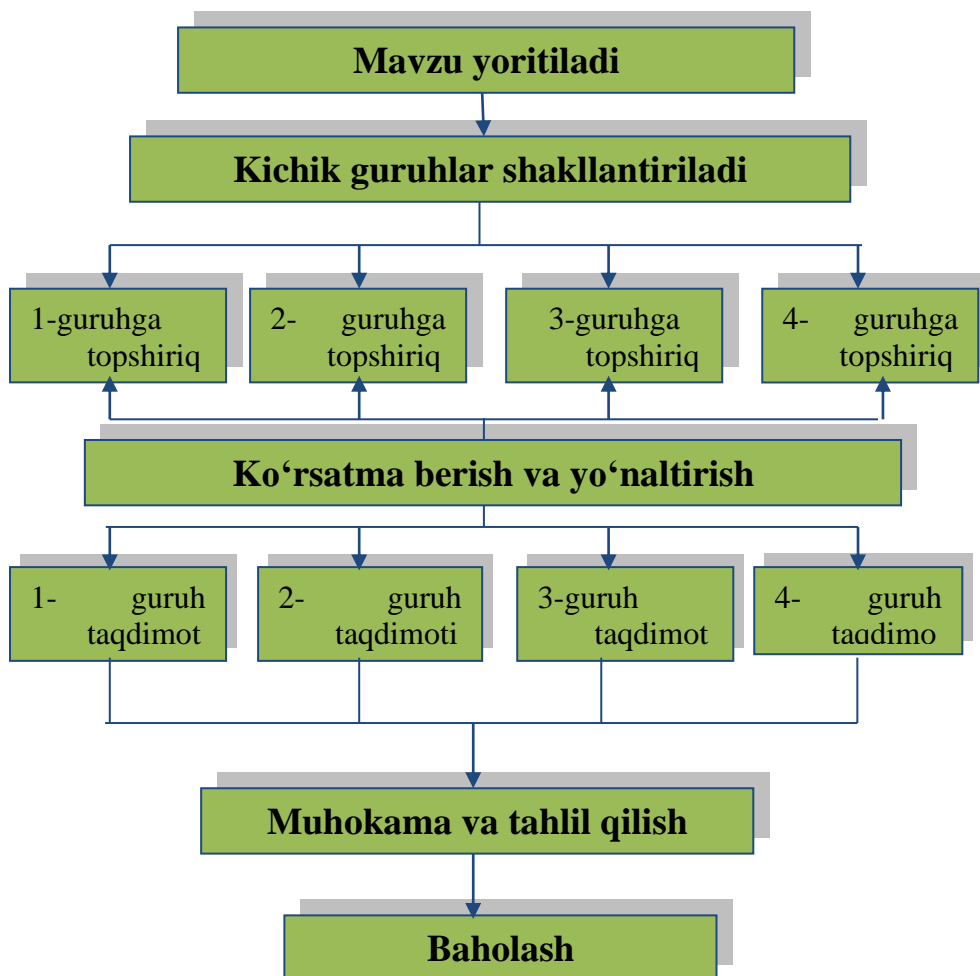 Mavzu yoritiladi
Kichik guruhlar shakllantiriladi
1-guruhga
topshiriq
2- guruhga
topshiriq
3-guruhga
topshiriq
4- guruhga
topshiriq
Ko‘rsatma berish va yo‘naltirish
1- guruh
taqdimot
2- guruh
taqdimoti
3-guruh
taqdimot
4- guruh
taqdimo
Muhokama va tahlil qilish
Baholash